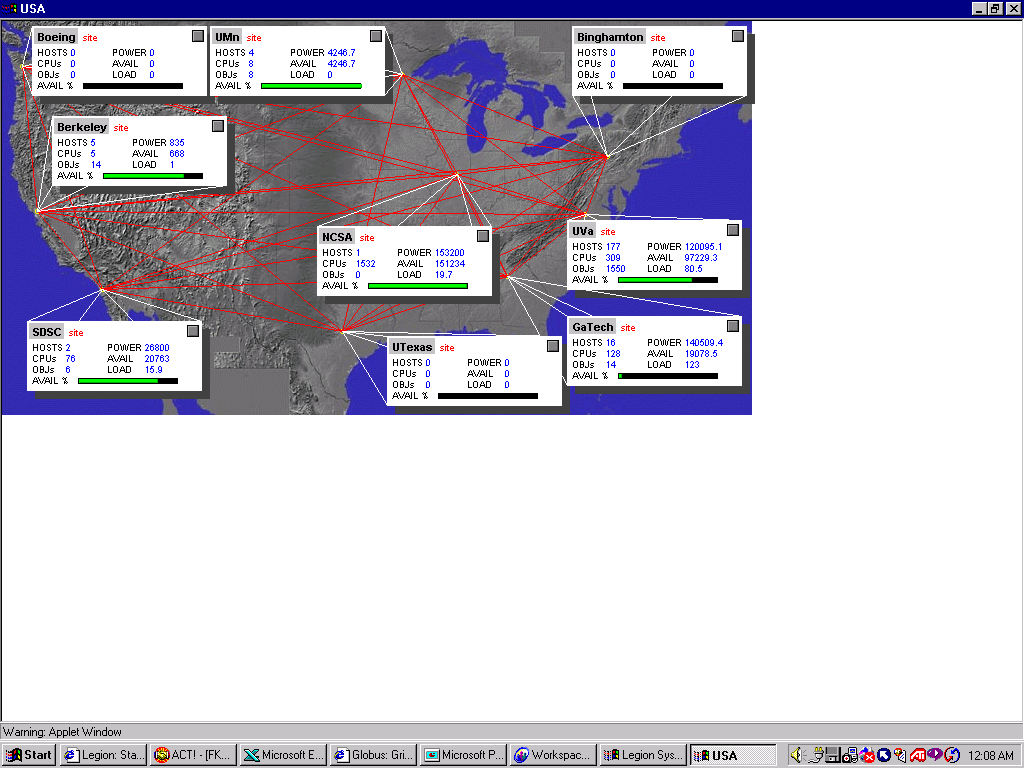 USA
Boeing site
HOSTS 0 POWER 0
CPUs 0 AVAIL 0
OBJs 0 LOAD 0
AVAIL %
UMn site
HOSTS 4 POWER 4246.7
CPUs 8 AVAIL 4246.7
OBJs 8 LOAD 0
AVAIL %
Binghamton site
HOSTS 0 POWER 0
CPUs 0 AVAIL 0
OBJs 0 LOAD 0
AVAIL %
Berkeley site
HOSTS 5 POWER 835
CPUs 5 AVAIL 668
OBJs 14 LOAD 1
AVAIL %
NCSA site
HOSTS 1 POWER 153200
CPUs 1532 AVAIL 151234
OBJs 0 LOAD 19.7
AVAIL %
UVa site
HOSTS 177 POWER 120095.1
CPUs 309 AVAIL 97229.3
OBJs 1550 LOAD 80.5
AVAIL %
SDSC site
HOSTS 2 POWER 26800
CPUs 76 AVAIL 20763
OBJs 6 LOAD 15.9
AVAIL %
UTexas site
HOSTS 0 POWER 0
CPUs 0 AVAIL 0
OBJs 0 LOAD 0
AVAIL %
GaTech site
HOSTS 16 POWER 140509.4
CPUs 128 AVAIL 19078.5
OBJs 14 LOAD 123
AVAIL %
Warning: Applet Window
Start Legion: Sta... ACT! - [FK... Microsoft E... Globus: Gri... Microsoft P... Workspac... Legion Sys... USA 12:08 AM